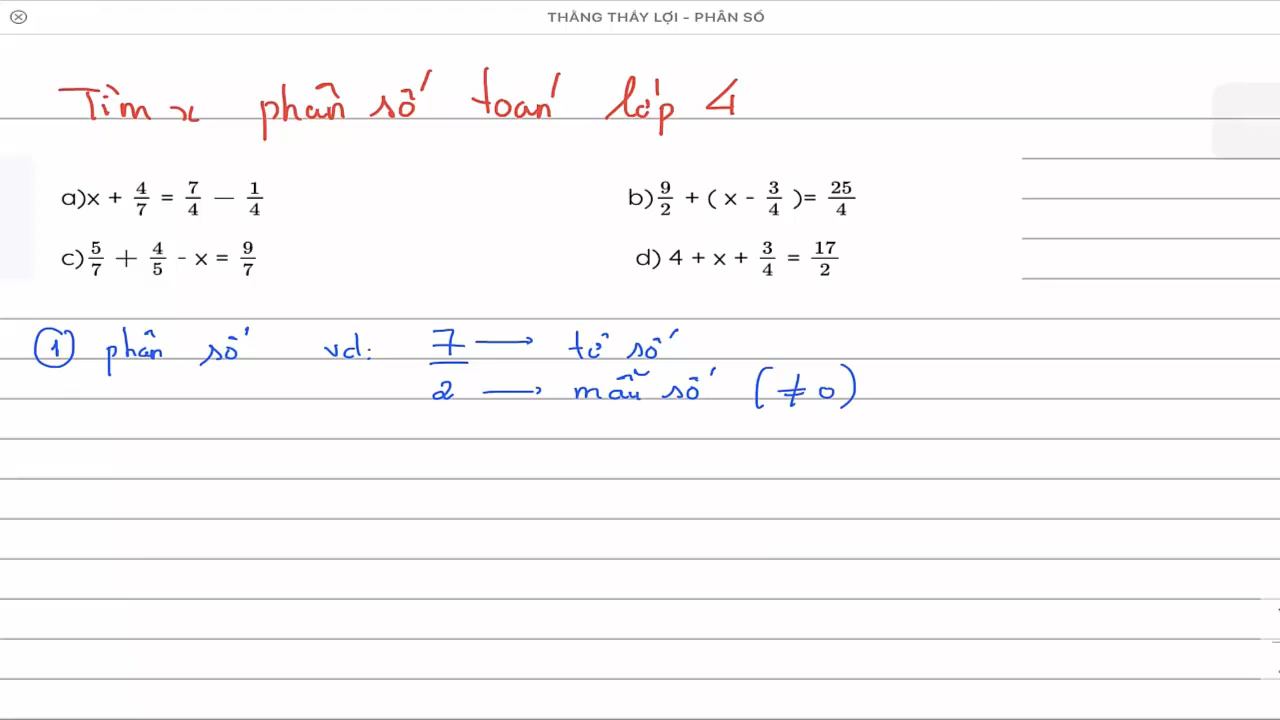 THẦNG THẦY LỢI - PHÂN SỐ
Tìm x phân số toán lớp 4
a)x + 4/7 = 7/4 — 1/4
b)9/2 + ( x - 3/4 )= 25/4
c)5/7 + 4/5 - x = 9/7
d) 4 + x + 3/4 = 17/2
① phân số vd: 7 → tử số
2 → mẫu số (≠0)